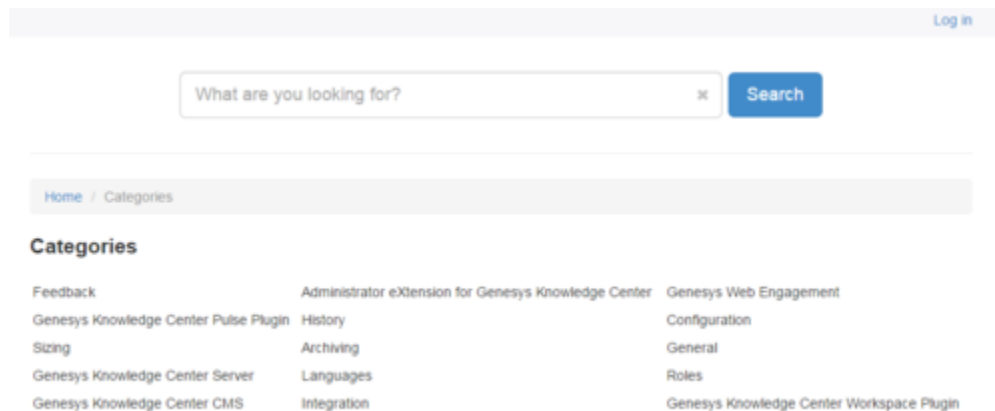 Log in
What are you looking for? × Search
Home / Categories
Categories
Feedback Administrator eXtension for Genesys Knowledge Center Genesys Web Engagement
Genesys Knowledge Center Pulse Plugin History Configuration
Sizing Archiving General
Genesys Knowledge Center Server Languages Roles
Genesys Knowledge Center CMS Integration Genesys Knowledge Center Workspace Plugin